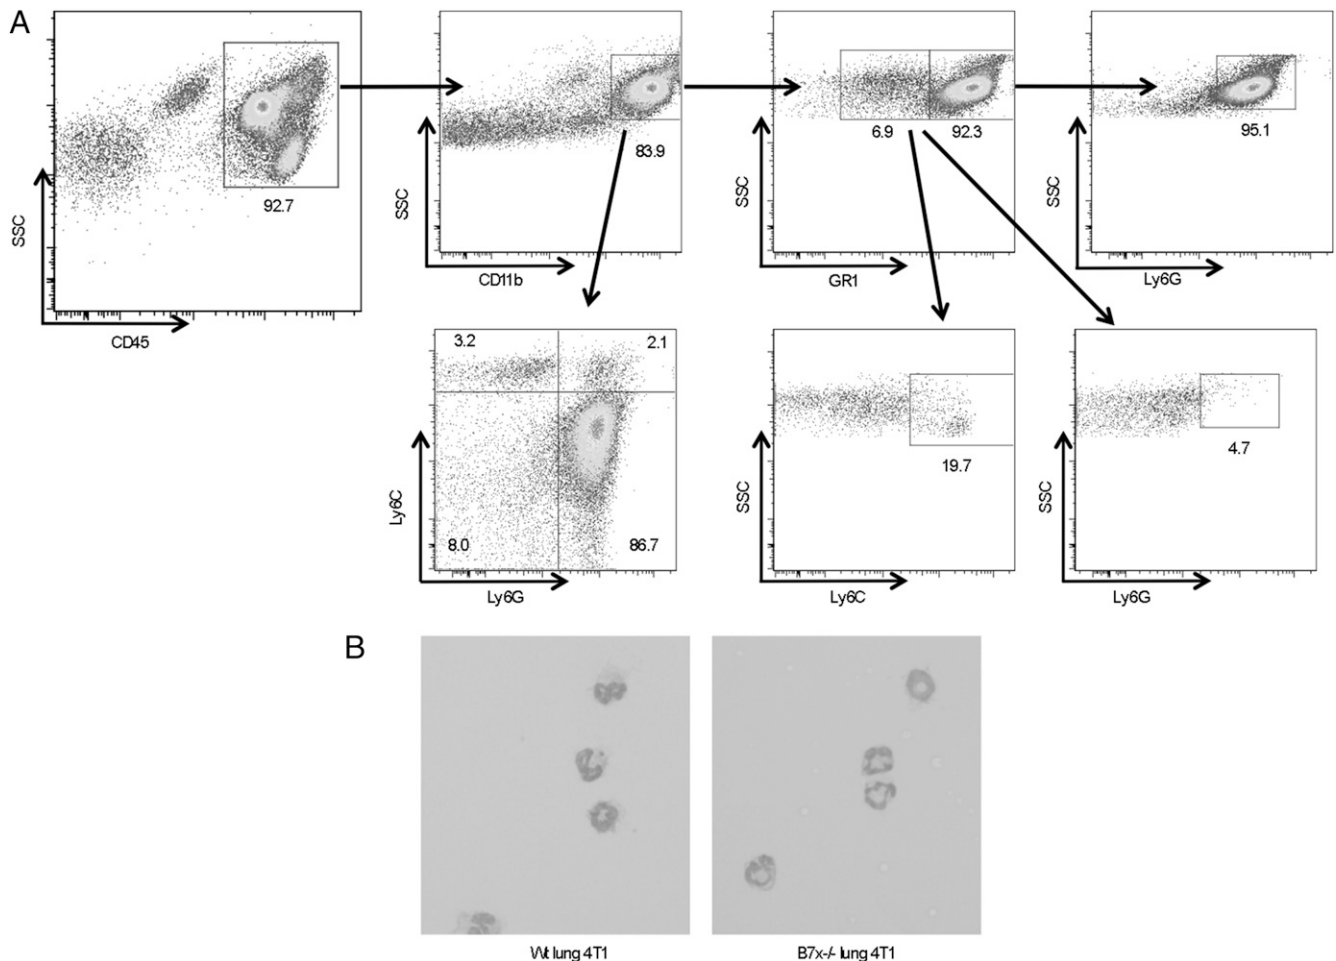 A
92.7
SSC
CD45
83.9
SSC
CD11b
6.9 92.3
SSC
GR1
95.1
SSC
Ly6G
3.2 2.1
8.0 86.7
Ly6C
Ly6G
19.7
SSC
Ly6C
4.7
SSC
Ly6G
B
Wt lung 4T1
B7x-/- lung 4T1